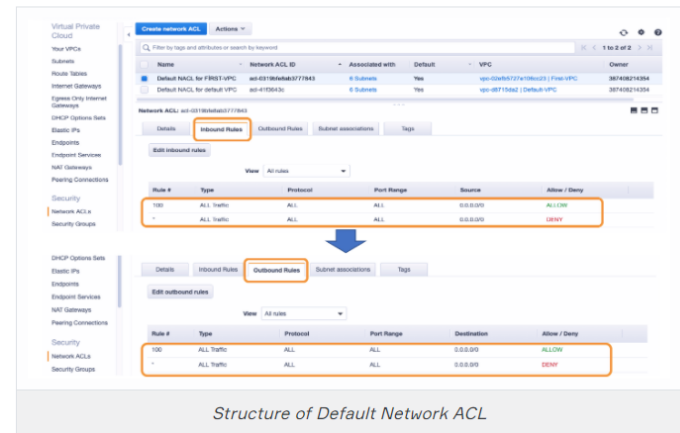 Virtual Private Cloud
Your VPCs
Subnets
Route Tables
Internet Gateways
Egress Only Internet Gateways
DHCP Options Sets
Elastic IPs
Endpoints
Endpoint Services
NAT Gateways
Peering Connections
Security
Network ACLs
Security Groups
Create network ACL Actions
Filter by tags and attributes or search by keyword
1 to 2 of 2
Name Network ACL ID Associated with Default VPC Owner
Default NACL for FIRST-VPC 6 Subnets Yes First-VPC 387408214354
Default NACL for default VPC acl-41f3643c 6 Subnets Yes vpc-d8715da2 | Default-VPC 387408214354
Network ACL:
Details Inbound Rules Outbound Rules Subnet associations Tags
Edit inbound rules
View All rules
Rule # Type Protocol Port Range Source Allow / Deny
100 ALL Traffic ALL ALL 0.0.0.0/0 ALLOW
* ALL Traffic ALL ALL 0.0.0.0/0 DENY
DHCP Options Sets
Elastic IPs
Endpoints
Endpoint Services
NAT Gateways
Peering Connections
Security
Network ACLs
Security Groups
Details Inbound Rules Outbound Rules Subnet associations Tags
Edit outbound rules
View All rules
Rule # Type Protocol Port Range Destination Allow / Deny
100 ALL Traffic ALL ALL 0.0.0.0/0 ALLOW
* ALL Traffic ALL ALL 0.0.0.0/0 DENY
Structure of Default Network ACL